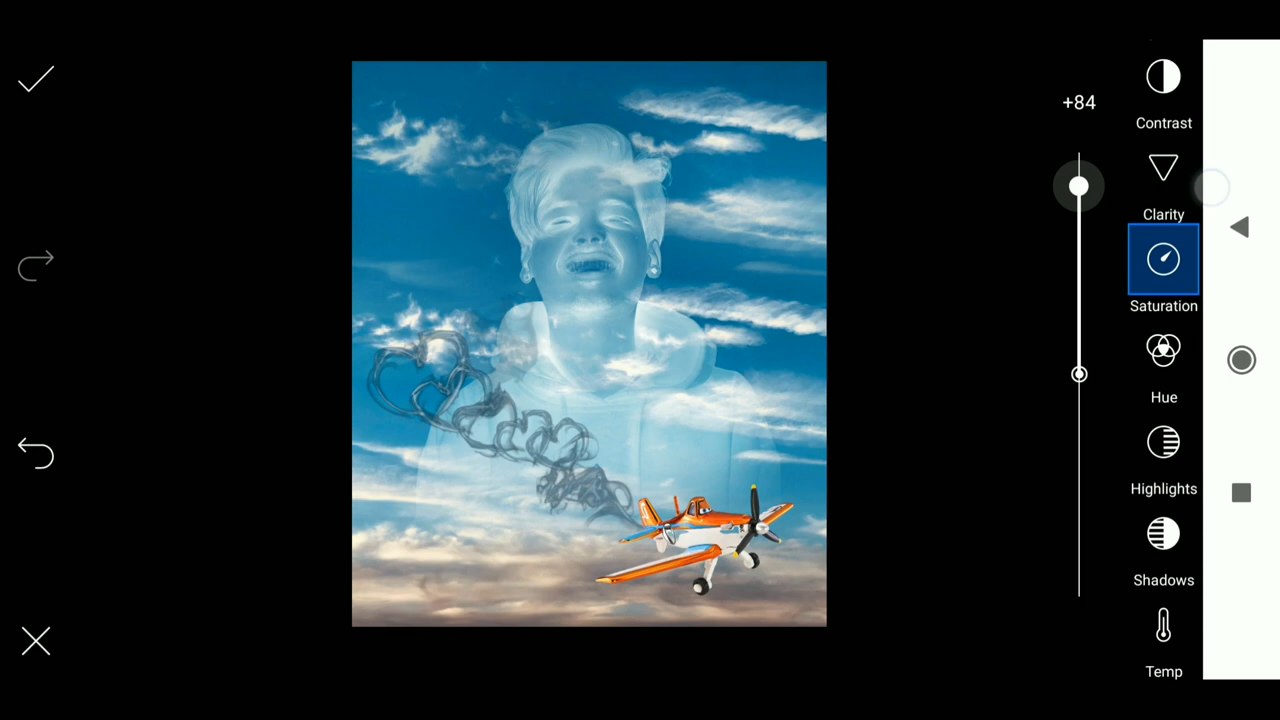 +84
Contrast
Clarity
Saturation
Hue
Highlights
Shadows
Temp